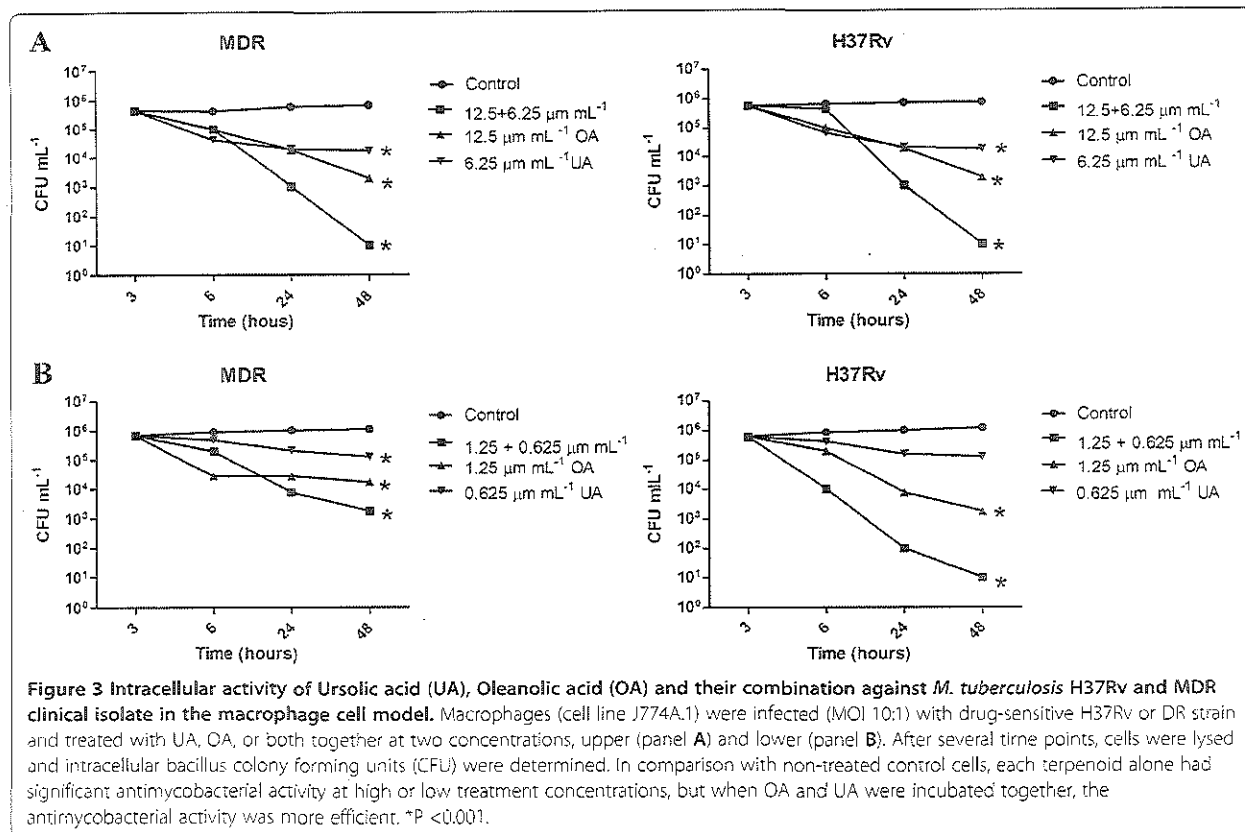 A
MDR
10⁷
10⁶
10⁵
10⁴
10³
10²
10¹
10⁰
CFU mL⁻¹
3
6
24
48
Time (hous)
*
*
*
Control
12.5+6.25 µm mL⁻¹
12.5 µm mL⁻¹ OA
6.25 µm mL⁻¹ UA
H37Rv
10⁷
10⁶
10⁵
10⁴
10³
10²
10¹
10⁰
CFU mL⁻¹
3
6
24
48
Time (hours)
*
*
*
Control
12.5+6.25 µm mL⁻¹
12.5 µm mL⁻¹ OA
6.25 µm mL⁻¹ UA
B
MDR
10⁷
10⁶
10⁵
10⁴
10³
10²
10¹
10⁰
CFU mL⁻¹
3
6
24
48
Time (hours)
*
*
*
Control
1.25 + 0.625 µm mL⁻¹
1.25 µm mL⁻¹ OA
0.625 µm mL⁻¹ UA
H37Rv
10⁷
10⁶
10⁵
10⁴
10³
10²
10¹
10⁰
CFU mL⁻¹
3
6
24
48
Time (hours)
*
*
Control
1.25 + 0.625 µm mL⁻¹
1.25 µm mL⁻¹ OA
0.625 µm mL⁻¹ UA
Figure 3 Intracellular activity of Ursolic acid (UA), Oleanolic acid (OA) and their combination against M. tuberculosis H37Rv and MDR
clinical isolate in the macrophage cell model. Macrophages (cell line J774A.1) were infected (MOI 10:1) with drug-sensitive H37Rv or DR strain
and treated with UA, OA, or both together at two concentrations, upper (panel A) and lower (panel B). After several time points, cells were lysed
and intracellular bacillus colony forming units (CFU) were determined. In comparison with non-treated control cells, each terpenoid alone had
significant antimycobacterial activity at high or low treatment concentrations, but when OA and UA were incubated together, the
antimycobacterial activity was more efficient. *P <0.001.